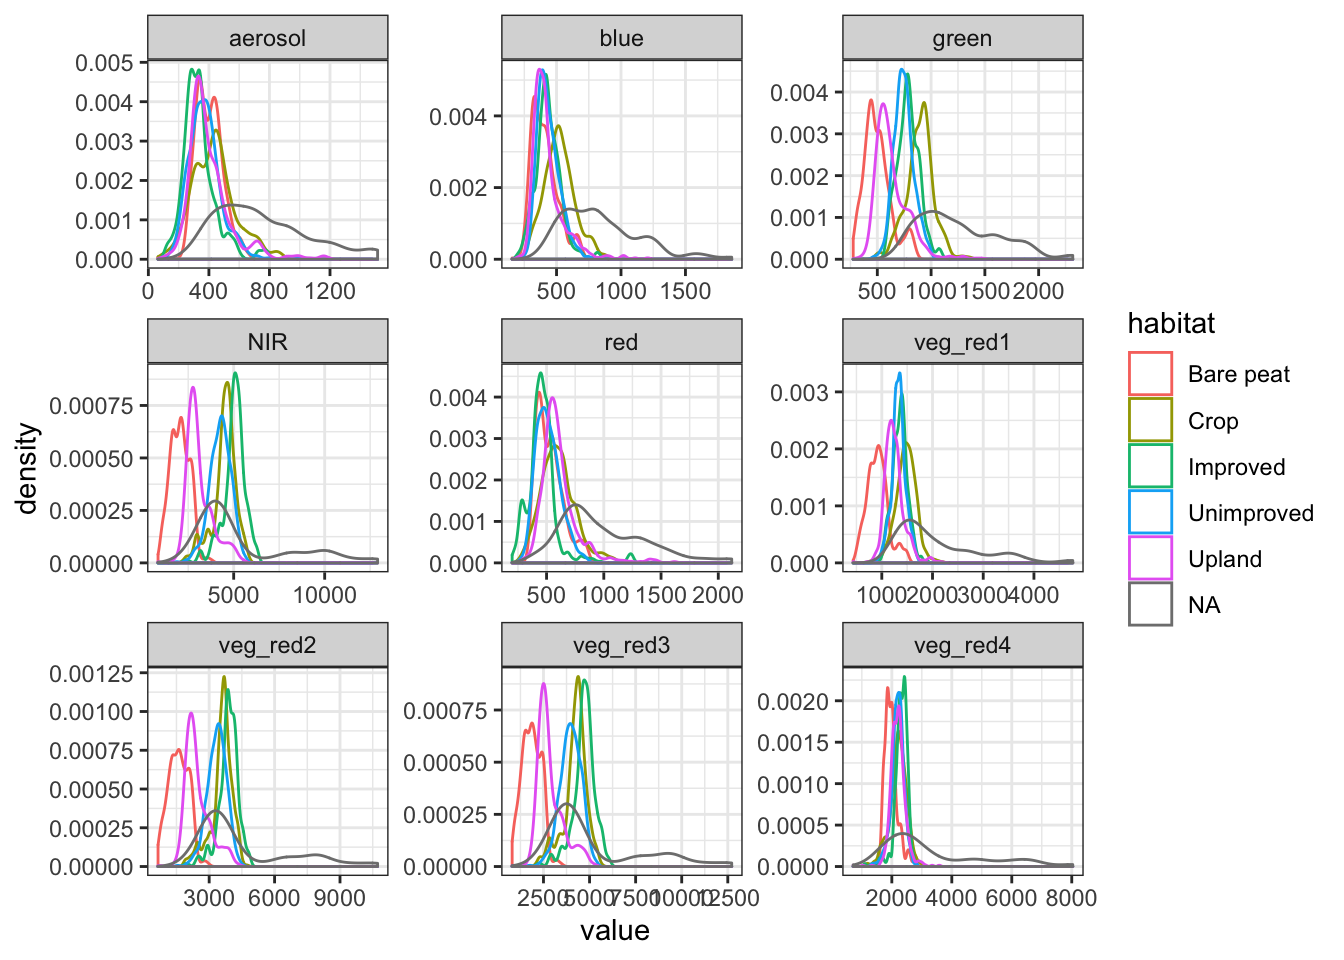 aerosol
0.005
0.004
0.003
0.002
0.001
0.000
0 400 800 1200
blue
0.004
0.002
0.000
500 1000 1500
green
0.004
0.003
0.002
0.001
0.000
500 1000 1500 2000
NIR
0.00075
0.00050
0.00025
0.00000
5000 10000
red
0.004
0.003
0.002
0.001
0.000
500 1000 1500 2000
veg_red1
0.003
0.002
0.001
0.000
1000 2000 3000 4000
veg_red2
0.00125
0.00100
0.00075
0.00050
0.00025
0.00000
3000 6000 9000
veg_red3
0.00075
0.00050
0.00025
0.00000
2500 5000 7500 10000 12500
veg_red4
0.0020
0.0015
0.0010
0.0005
0.0000
2000 4000 6000 8000
density
value
habitat
Bare peat
Crop
Improved
Unimproved
Upland
NA